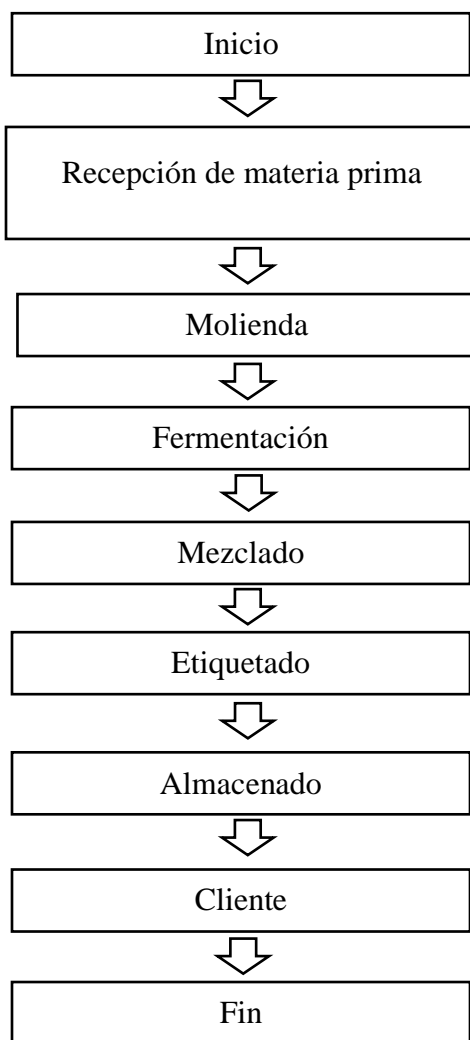 Inicio
Recepción de materia prima
Molienda
Fermentación
Mezclado
Etiquetado
Almacenado
Cliente
Fin